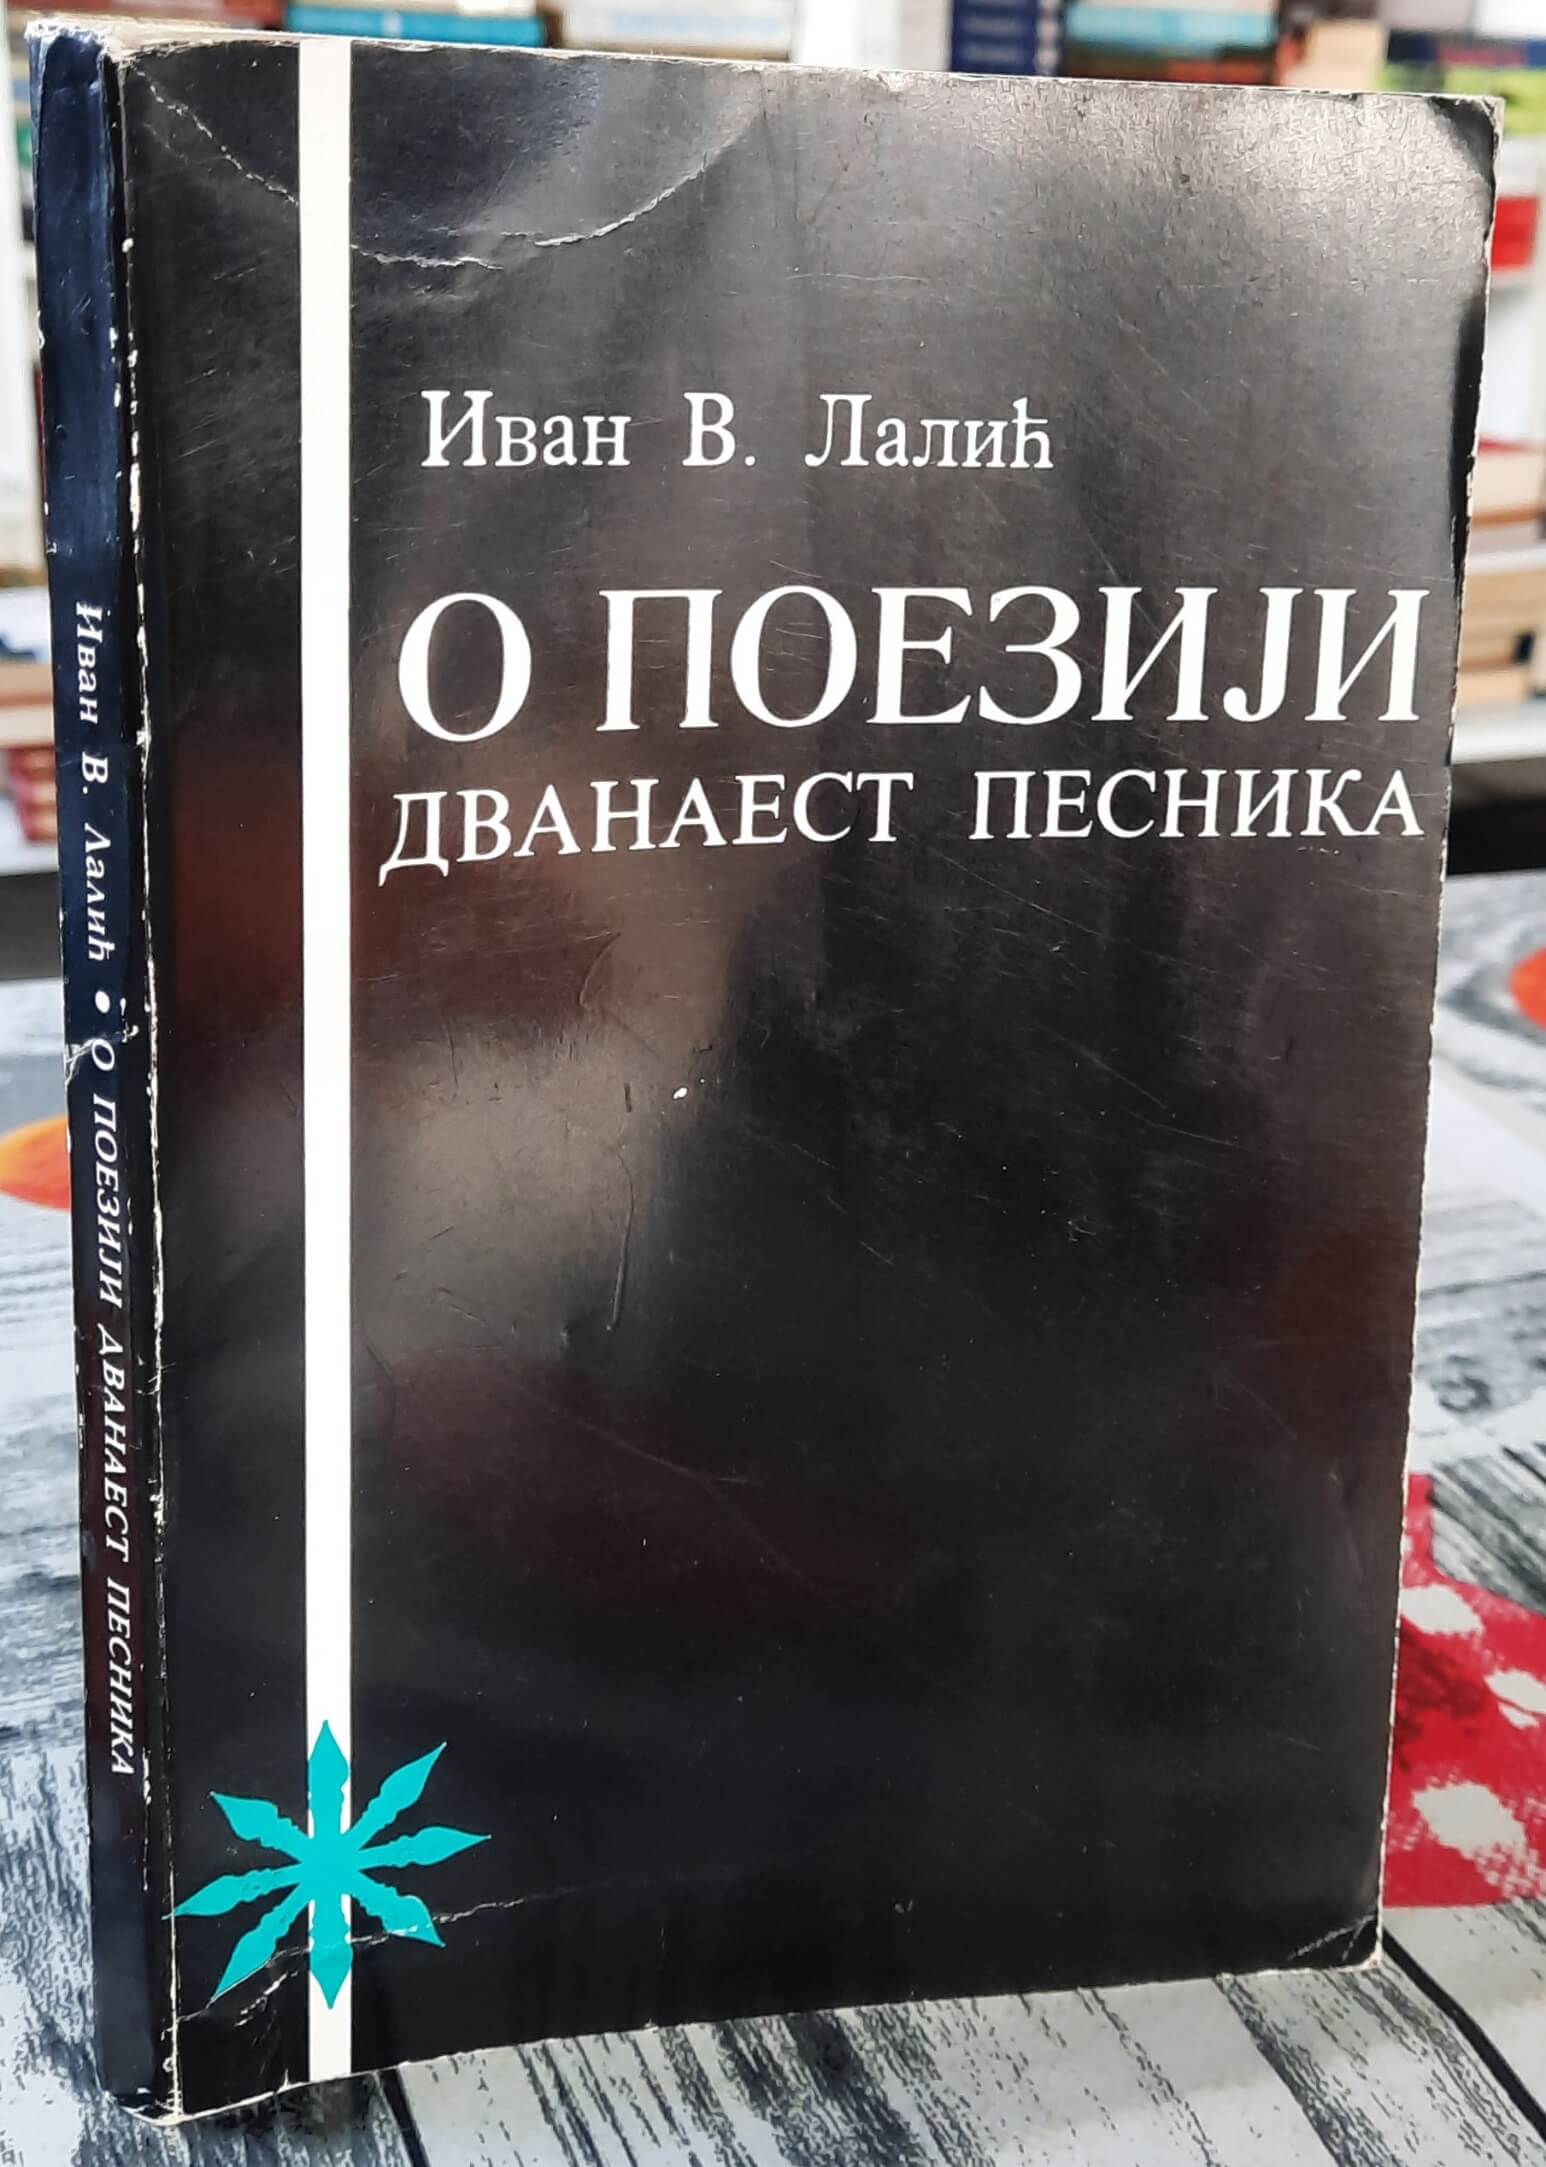 Иван В. Лалић
О ПОЕЗИЈИ
ДВАНАЕСТ ПЕСНИКА
Иван В. Лалић • О ПОЕЗИЈИ ДВАНАЕСТ ПЕСНИКА